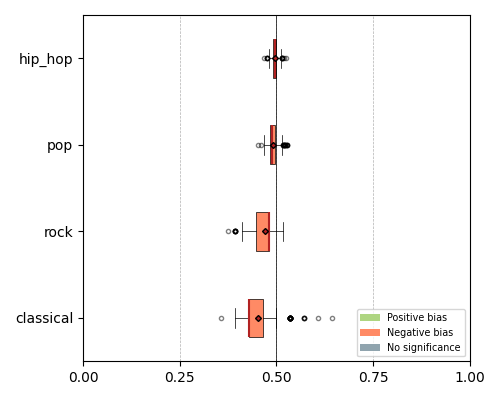 hip_hop
pop
rock
classical
Positive bias
Negative bias
No significance
0.00 0.25 0.50 0.75 1.00